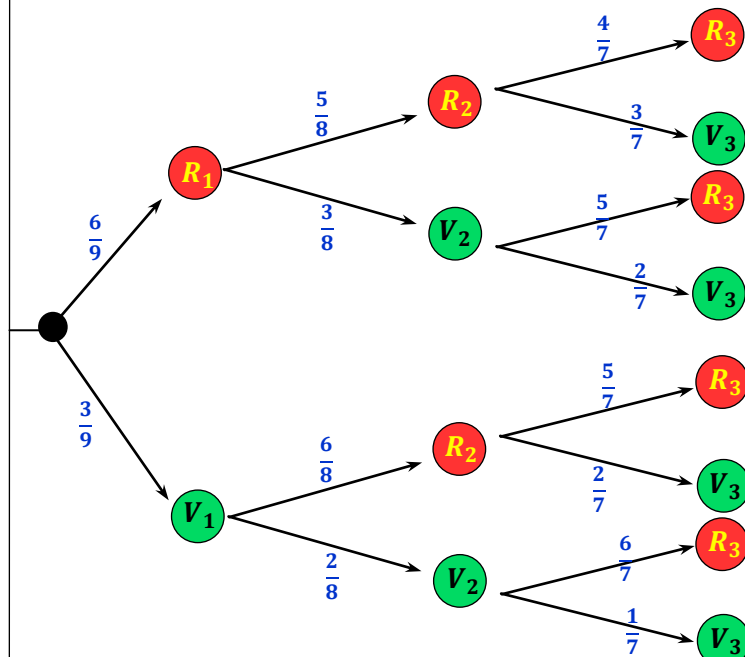 4/7 R₃
5/8 R₂
3/7 V₃
R₁
5/7 R₃
3/8 V₂
6/9
2/7 V₃
5/7 R₃
3/9
6/8 R₂
2/7 V₃
V₁
6/7 R₃
2/8 V₂
1/7 V₃